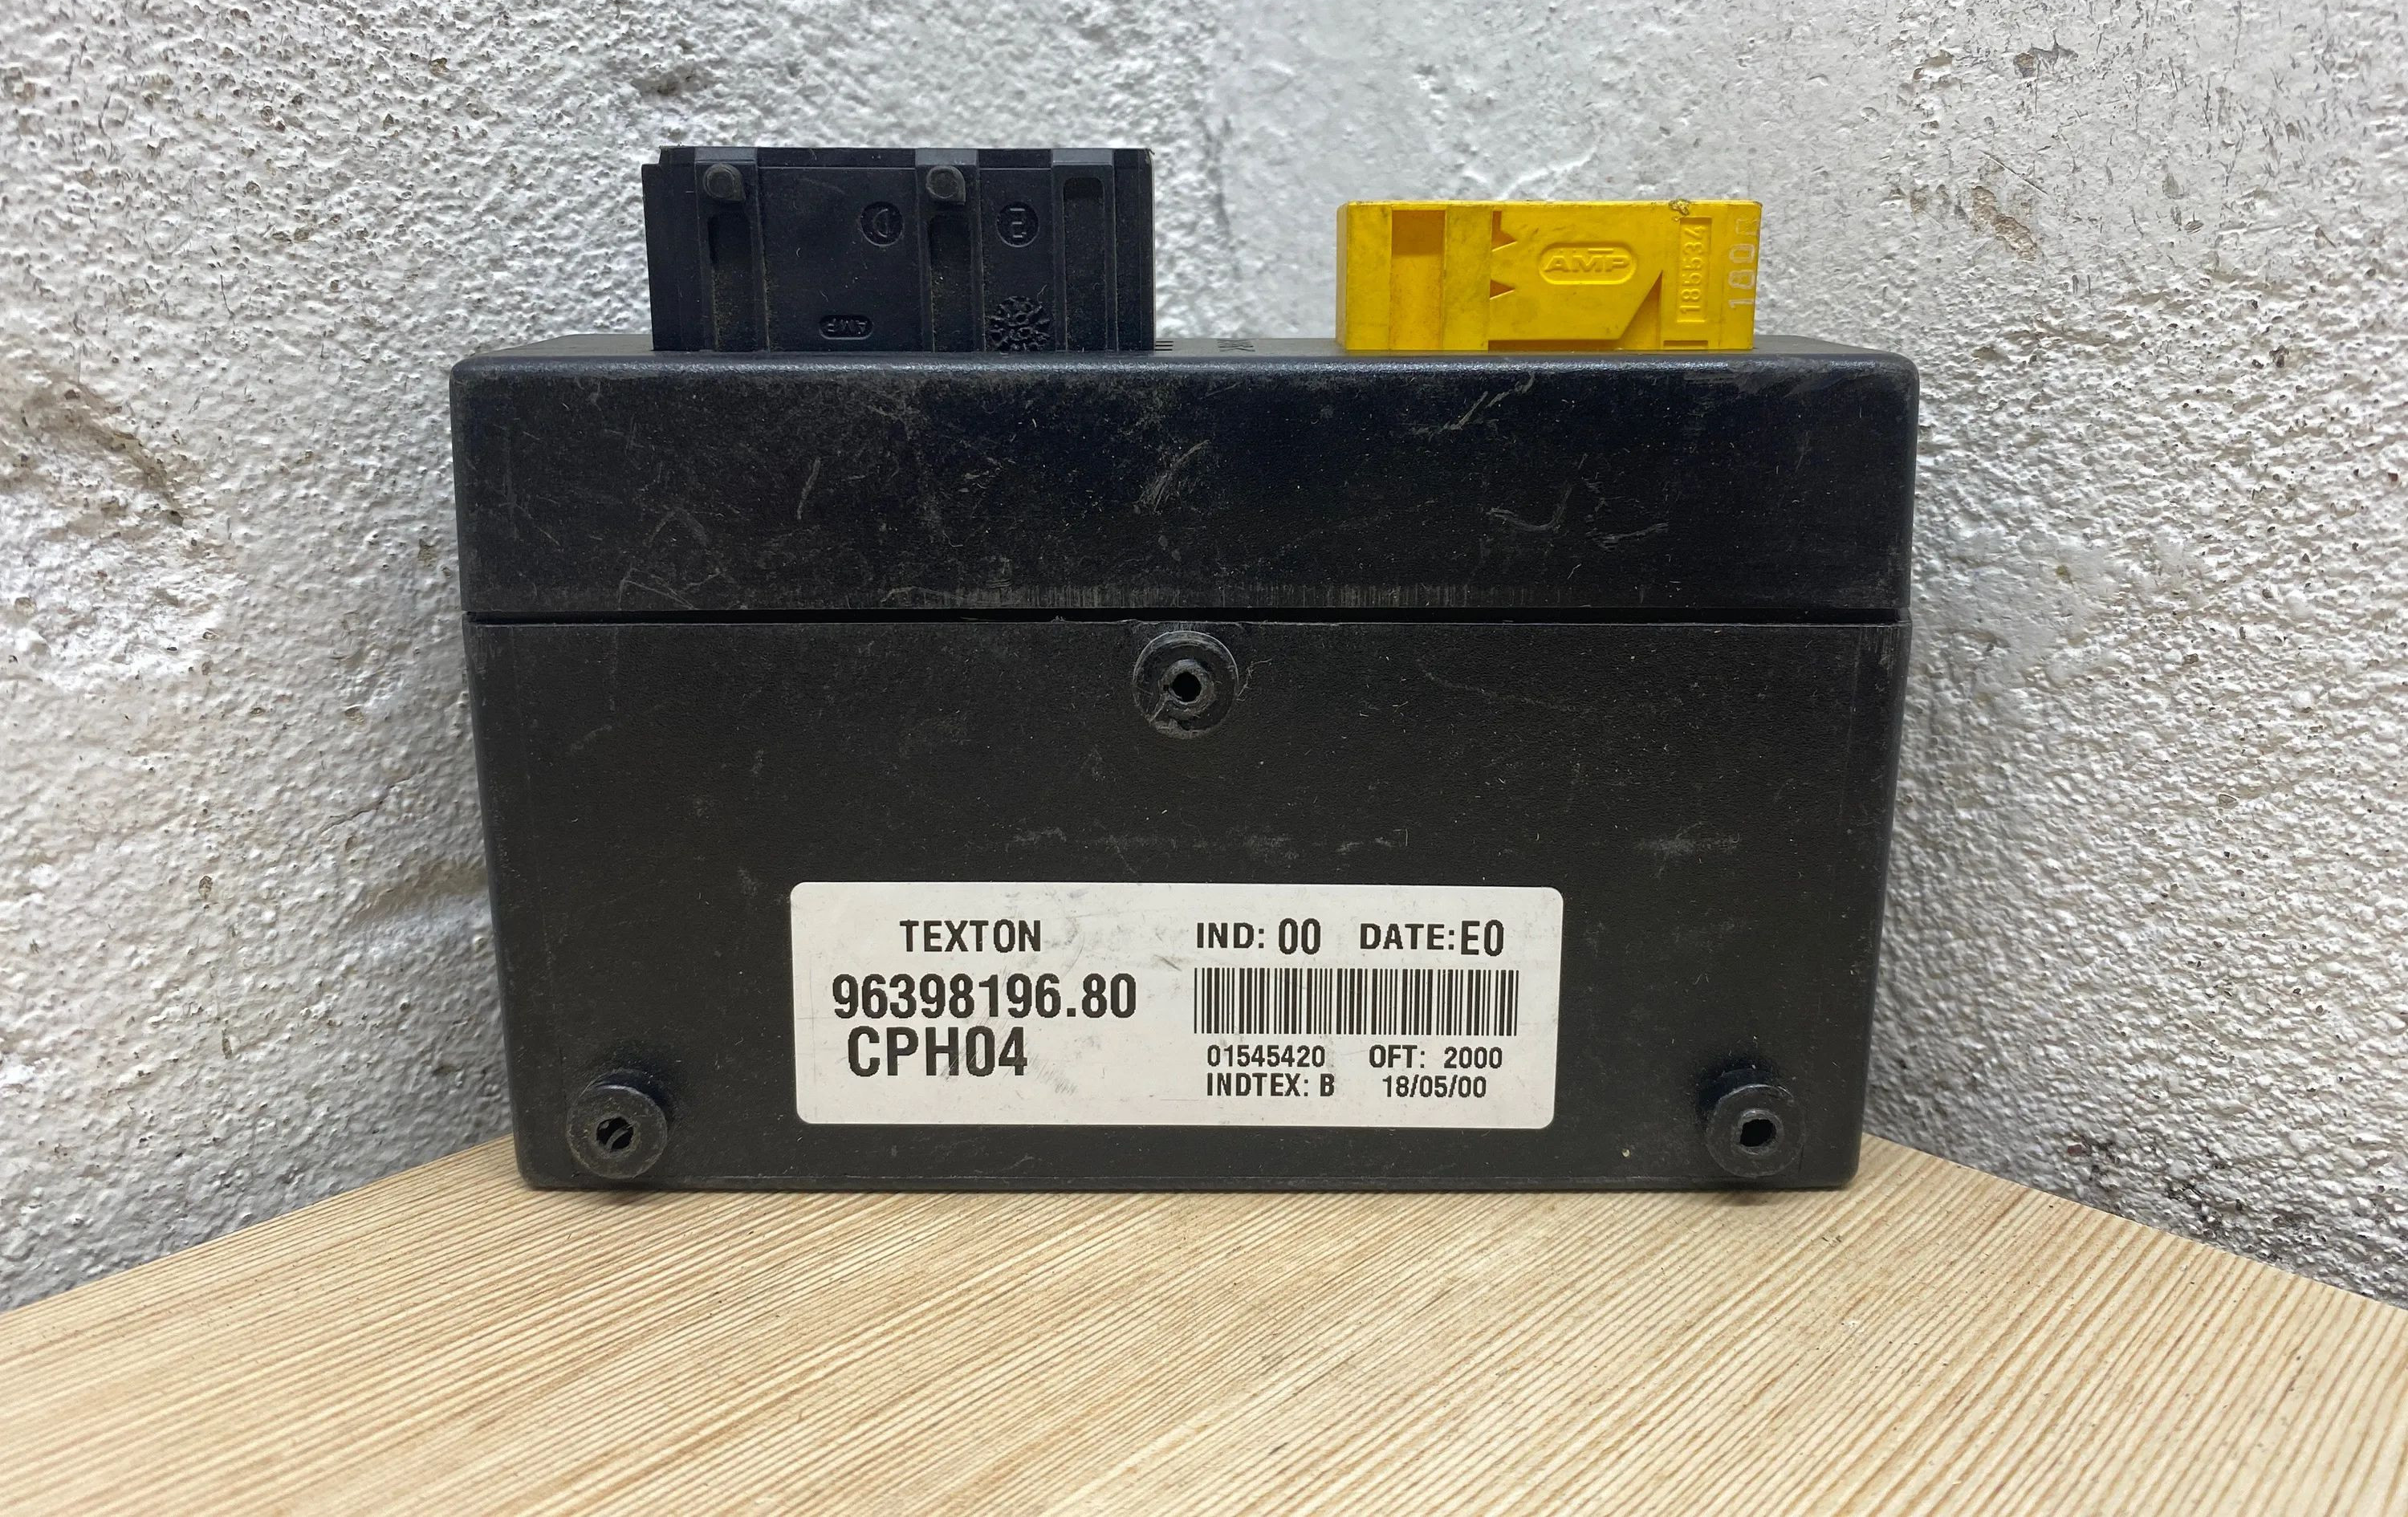 AMP
AMP
185534
TEXTON
IND: 00 DATE:E0
96398196.80
CPH04
01545420 OFT: 2000
INDTEX: B 18/05/00